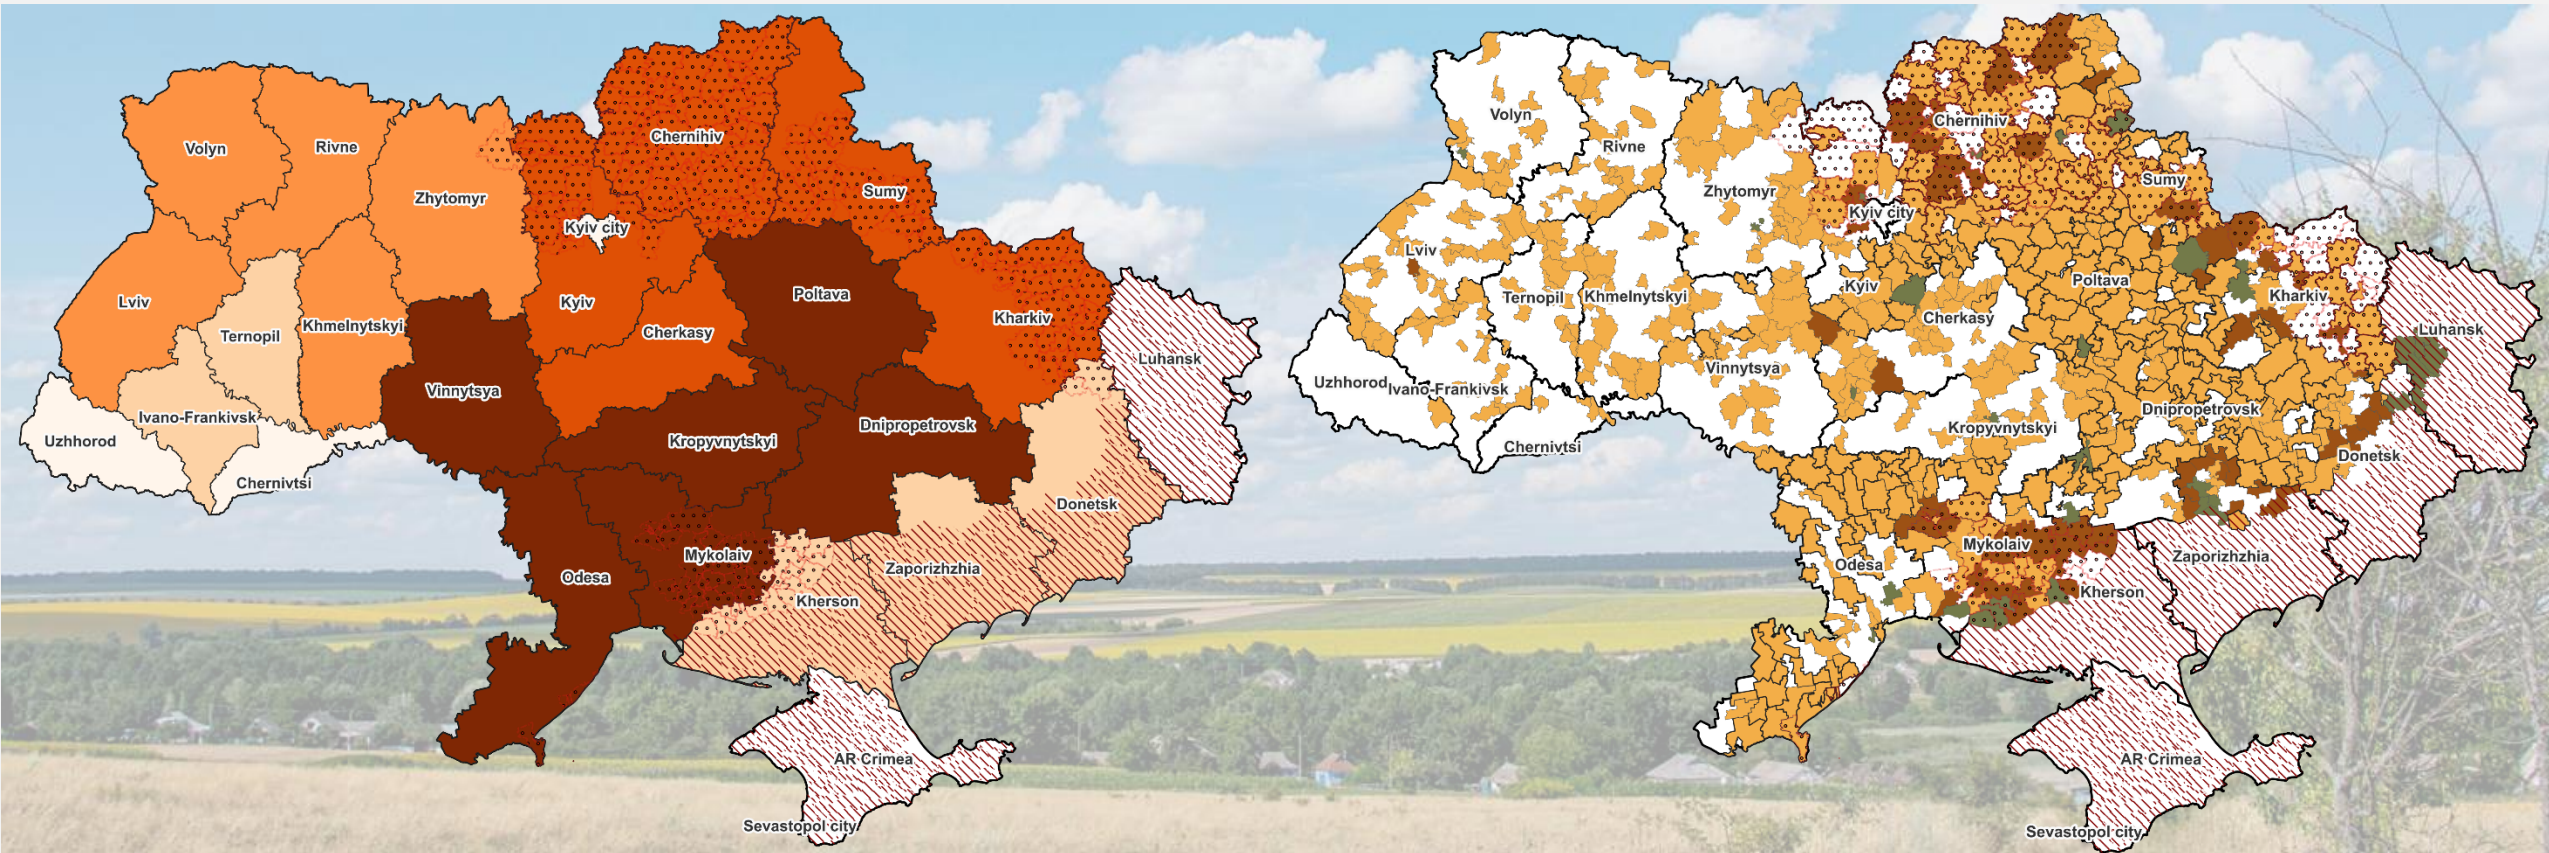 Volyn
Rivne
Zhytomyr
Chernihiv
Sumy
Kyiv city
Lviv
Ternopil
Khmelnytskyi
Kyiv
Cherkasy
Poltava
Kharkiv
Luhansk
Vinnytsya
Uzhhorod
Ivano-Frankivsk
Chernivtsi
Kropyvnytskyi
Dnipropetrovsk
Donetsk
Odesa
Mykolaiv
Kherson
Zaporizhzhia
AR Crimea
Sevastopol city
Volyn
Rivne
Zhytomyr
Chernihiv
Sumy
Kyiv city
Lviv
Ternopil
Khmelnytskyi
Kyiv
Cherkasy
Poltava
Kharkiv
Luhansk
Vinnytsya
Uzhhorod
Ivano-Frankivsk
Chernivtsi
Kropyvnytskyi
Dnipropetrovsk
Donetsk
Odesa
Mykolaiv
Kherson
Zaporizhzhia
AR Crimea
Sevastopol city